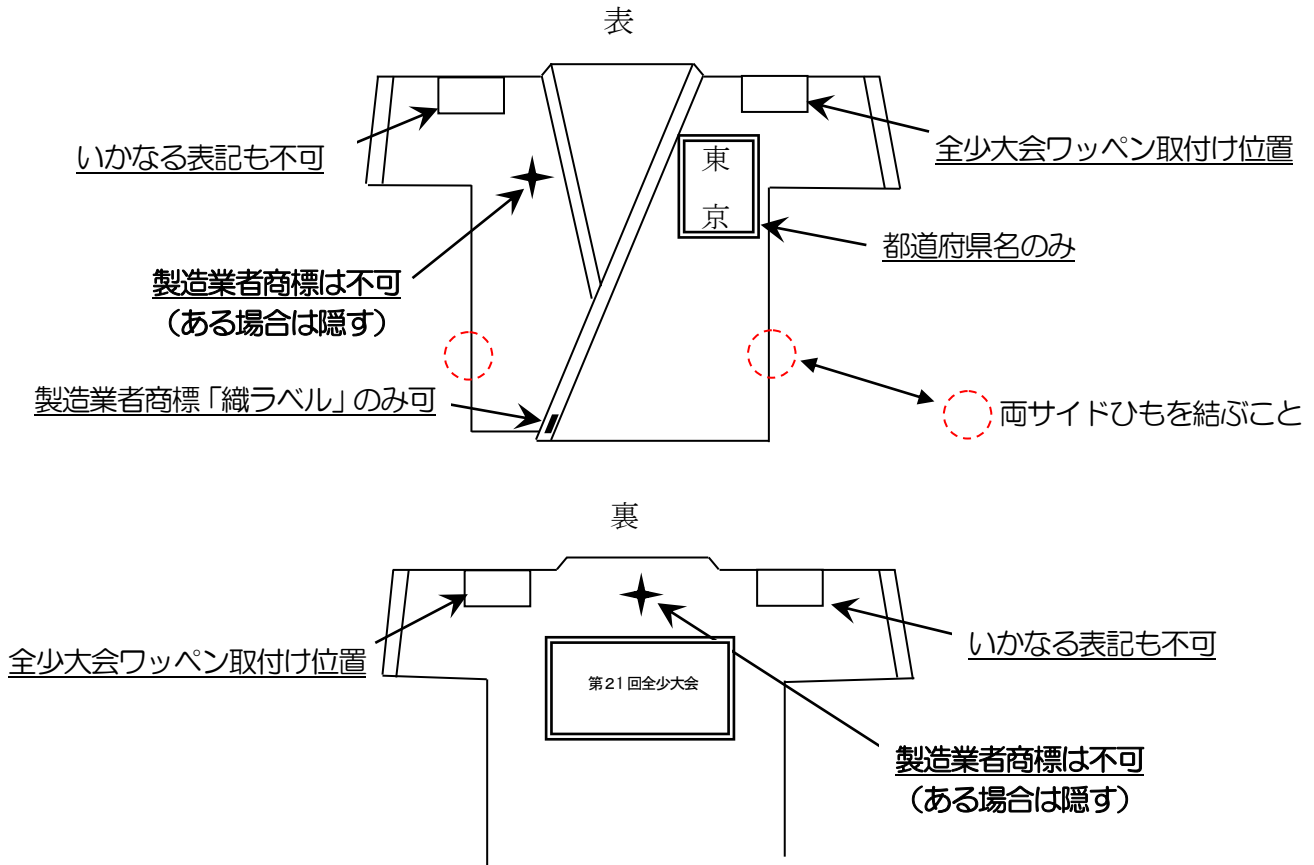 表
いかなる表記も不可
全少大会ワッペン取付け位置
東
京
都道府県名のみ
製造業者商標は不可
（ある場合は隠す）
製造業者商標「織ラベル」のみ可
両サイドひもを結ぶこと
裏
全少大会ワッペン取付け位置
いかなる表記も不可
第21回全少大会
製造業者商標は不可
（ある場合は隠す）